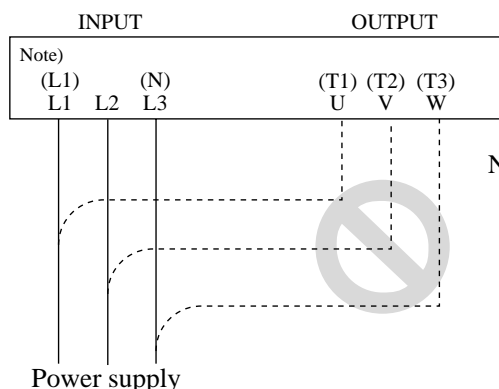 INPUT OUTPUT
Note)
(L1) (N) (T1) (T2) (T3)
L1 L2 L3 U V W
N
Power supply